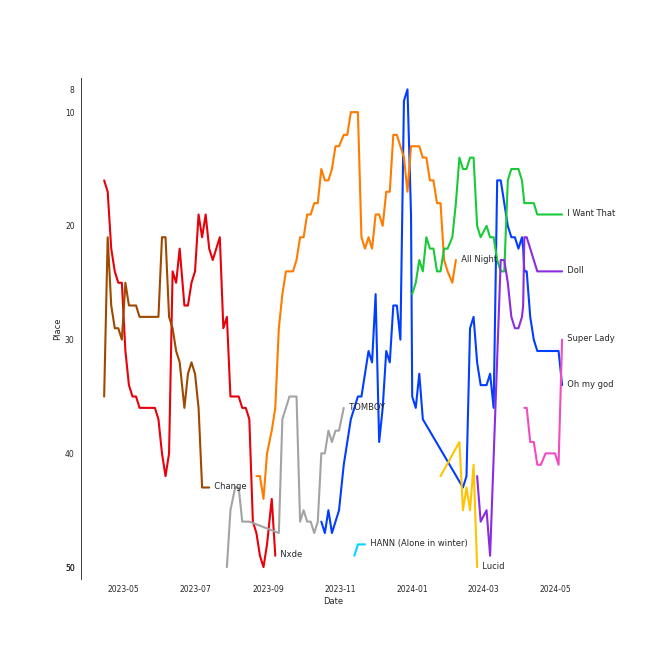 8
10
20
30
40
50
Place
I Want That
All Night
Doll
Super Lady
Oh my god
TOMBOY
Change
HANN (Alone in winter)
Nxde
Lucid
2023-05 2023-07 2023-09 2023-11 2024-01 2024-03 2024-05
Date